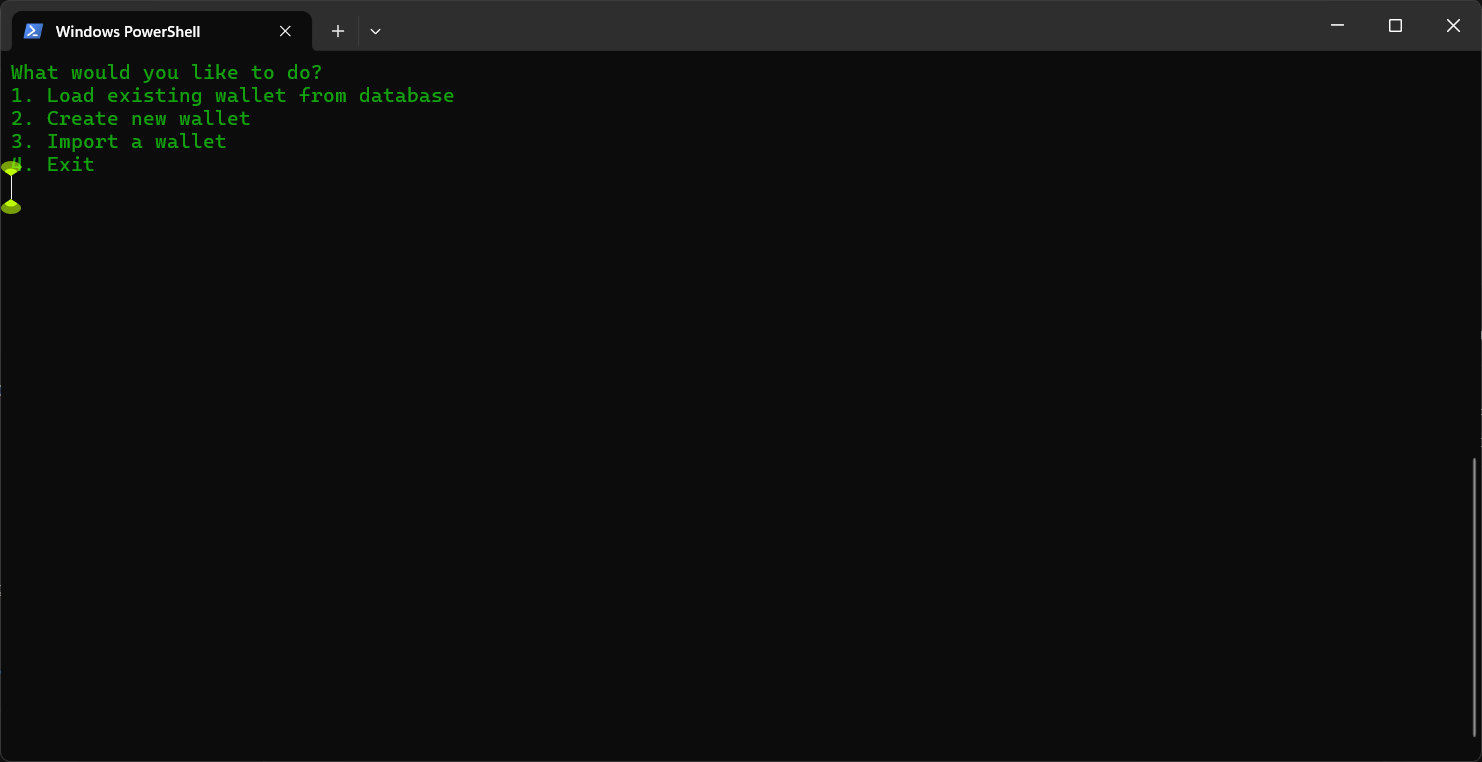 Windows PowerShell
What would you like to do?
1. Load existing wallet from database
2. Create new wallet
3. Import a wallet
4. Exit